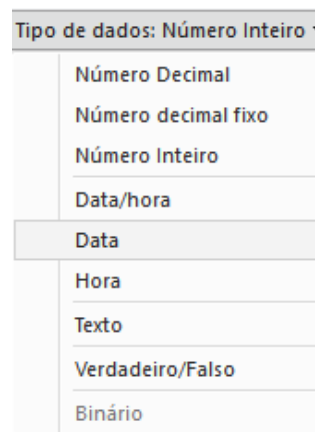 Tipo de dados: Número Inteiro
Número Decimal
Número decimal fixo
Número Inteiro
Data/hora
Data
Hora
Texto
Verdadeiro/Falso
Binário